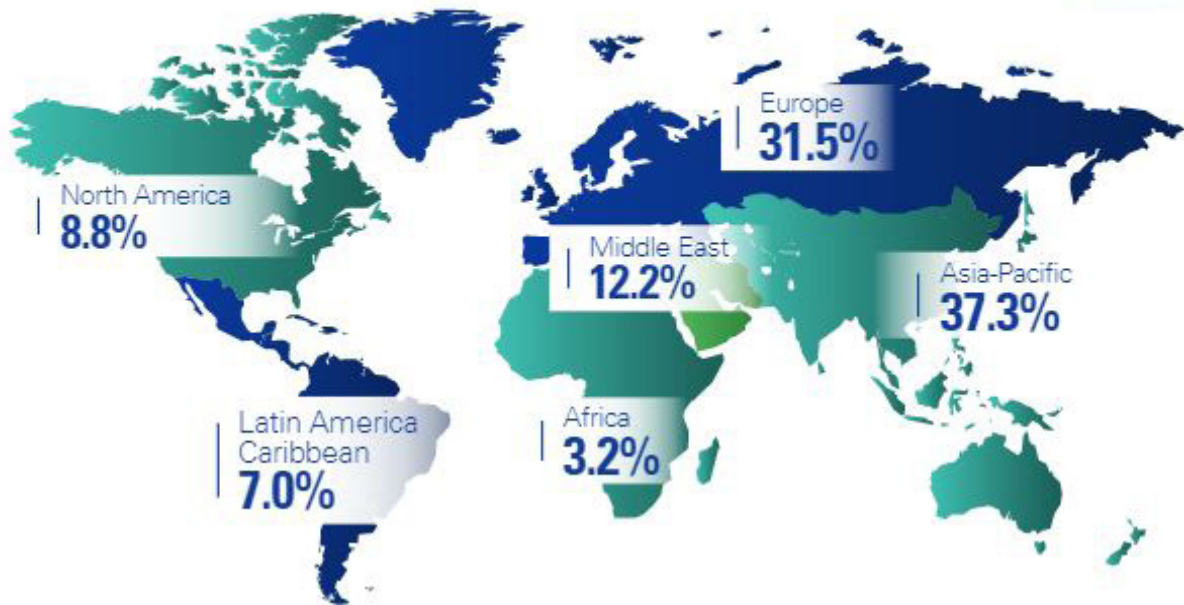 Europe
31.5%
North America
8.8%
Middle East
12.2%
Asia-Pacific
37.3%
Latin America
Caribbean
7.0%
Africa
3.2%